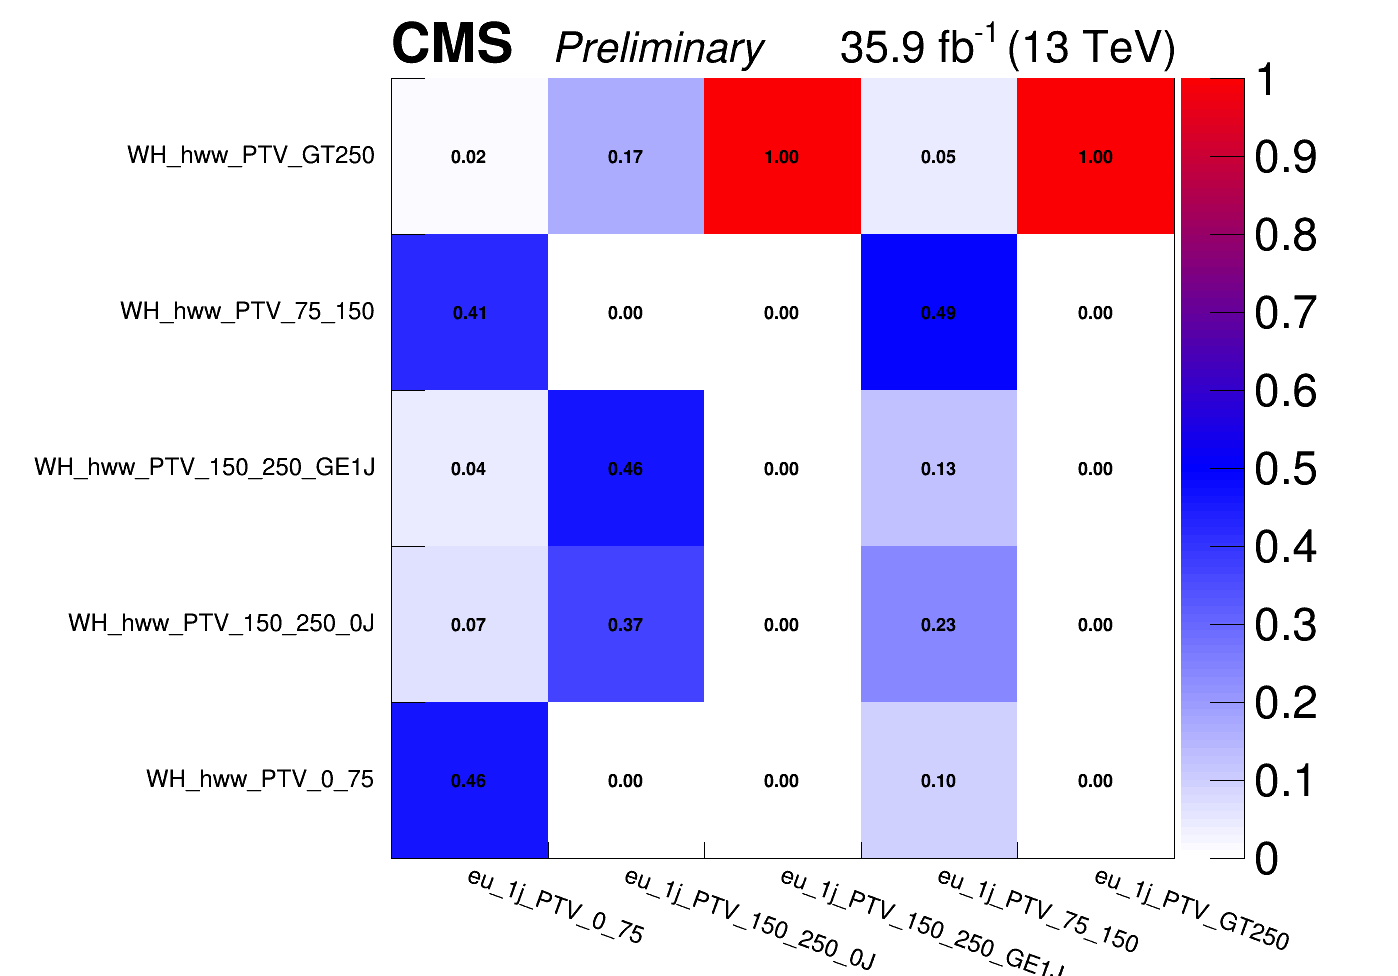 CMS Preliminary 35.9 fb-1 (13 TeV)
WH_hww_PTV_GT250 0.02 0.17 1.00 0.05 1.00
WH_hww_PTV_75_150 0.41 0.00 0.00 0.49 0.00
WH_hww_PTV_150_250_GE1J 0.04 0.46 0.00 0.13 0.00
WH_hww_PTV_150_250_0J 0.07 0.37 0.00 0.23 0.00
WH_hww_PTV_0_75 0.46 0.00 0.00 0.10 0.00
eu_1j_PTV_0_75
eu_1j_PTV_150_250_0J
eu_1j_PTV_150_250_GE1J
eu_1j_PTV_75_150
eu_1j_PTV_GT250
1
0.9
0.8
0.7
0.6
0.5
0.4
0.3
0.2
0.1
0